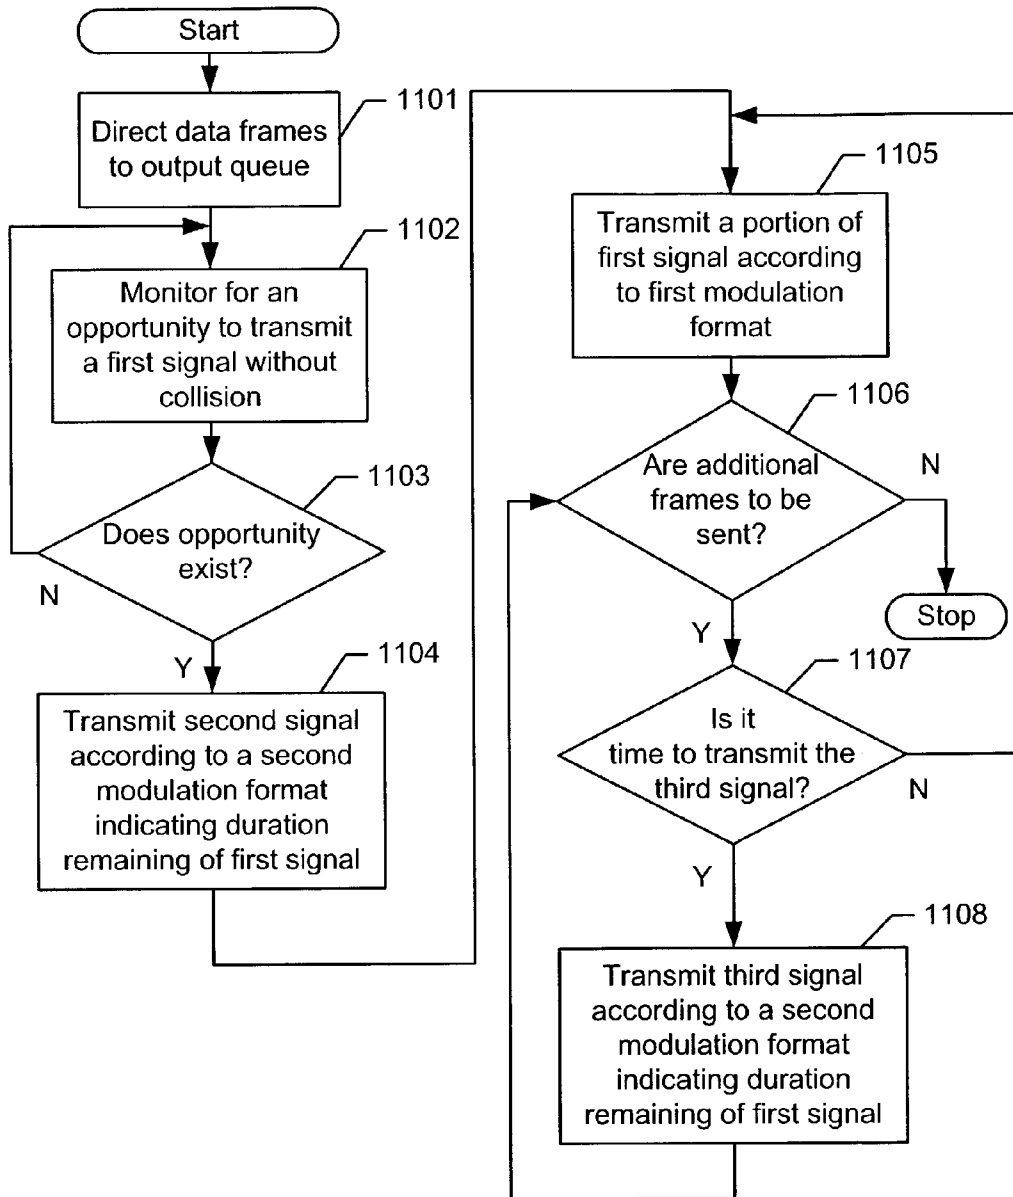 Start
1101
Direct data frames
to output queue
1102
Monitor for an
opportunity to transmit
a first signal without
collision
1103
Does opportunity
exist?
N
Y
1104
Transmit second signal
according to a second
modulation format
indicating duration
remaining of first signal
1105
Transmit a portion of
first signal according
to first modulation
format
1106
Are additional
frames to be
sent?
N
Stop
Y
1107
Is it
time to transmit the
third signal?
N
Y
1108
Transmit third signal
according to a second
modulation format
indicating duration
remaining of first signal